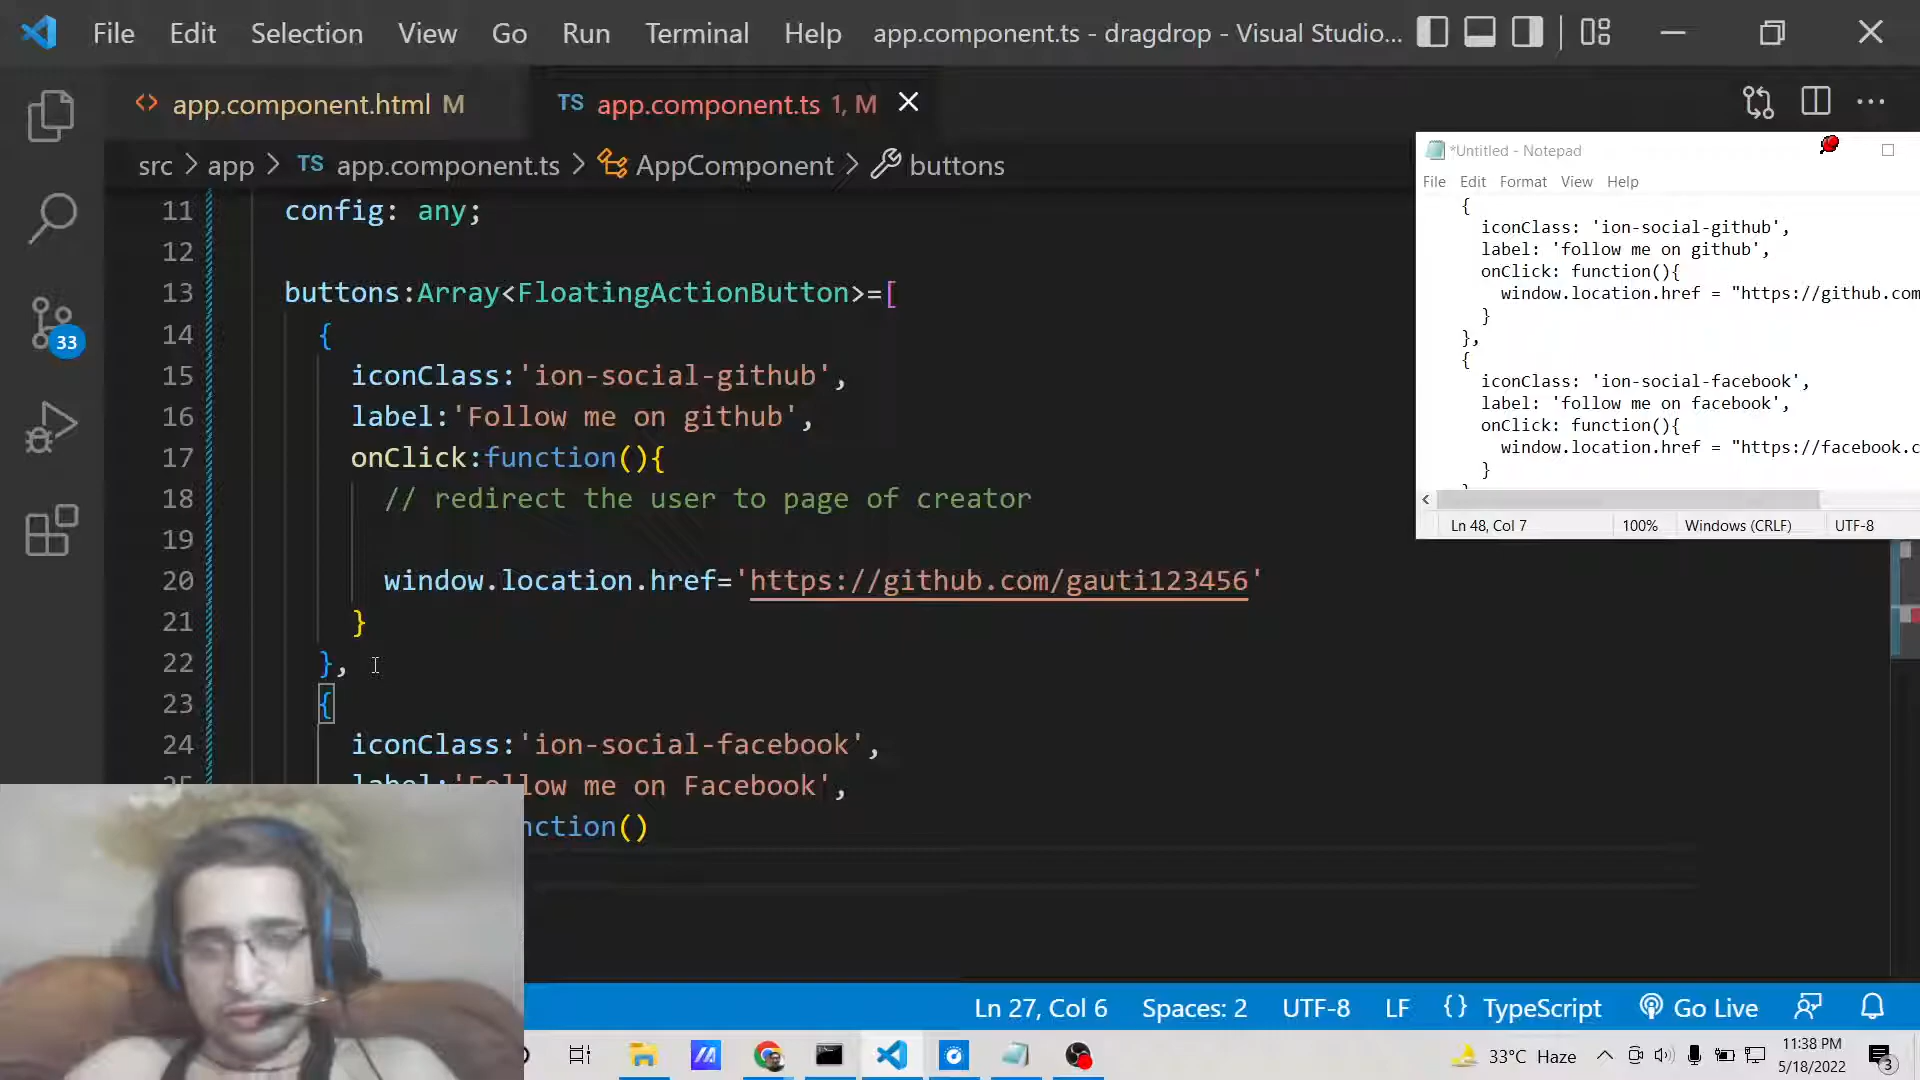 File Edit Selection View Go Run Terminal Help app.component.ts - dragdrop - Visual Studio...
app.component.html M
TS app.component.ts 1, M
src > app > TS app.component.ts > AppComponent > buttons
11 config: any;
12
13 buttons:Array<FloatingActionButton>=[
14 {
15 iconClass:'ion-social-github',
16 label:'Follow me on github',
17 onClick:function(){
18 // redirect the user to page of creator
19
20 window.location.href='https://github.com/gauti123456'
21 }
22 },
23 {
24 iconClass:'ion-social-facebook',
25 label:'Follow me on Facebook',
nction()
33
*Untitled - Notepad
File Edit Format View Help
{
iconClass: 'ion-social-github',
label: 'follow me on github',
onClick: function(){
window.location.href = "https://github.com
}
},
{
iconClass: 'ion-social-facebook',
label: 'follow me on facebook',
onClick: function(){
window.location.href = "https://facebook.c
}
Ln 48, Col 7 100% Windows (CRLF) UTF-8
Ln 27, Col 6 Spaces: 2 UTF-8 LF {} TypeScript Go Live
33°C Haze
11:38 PM
5/18/2022
3